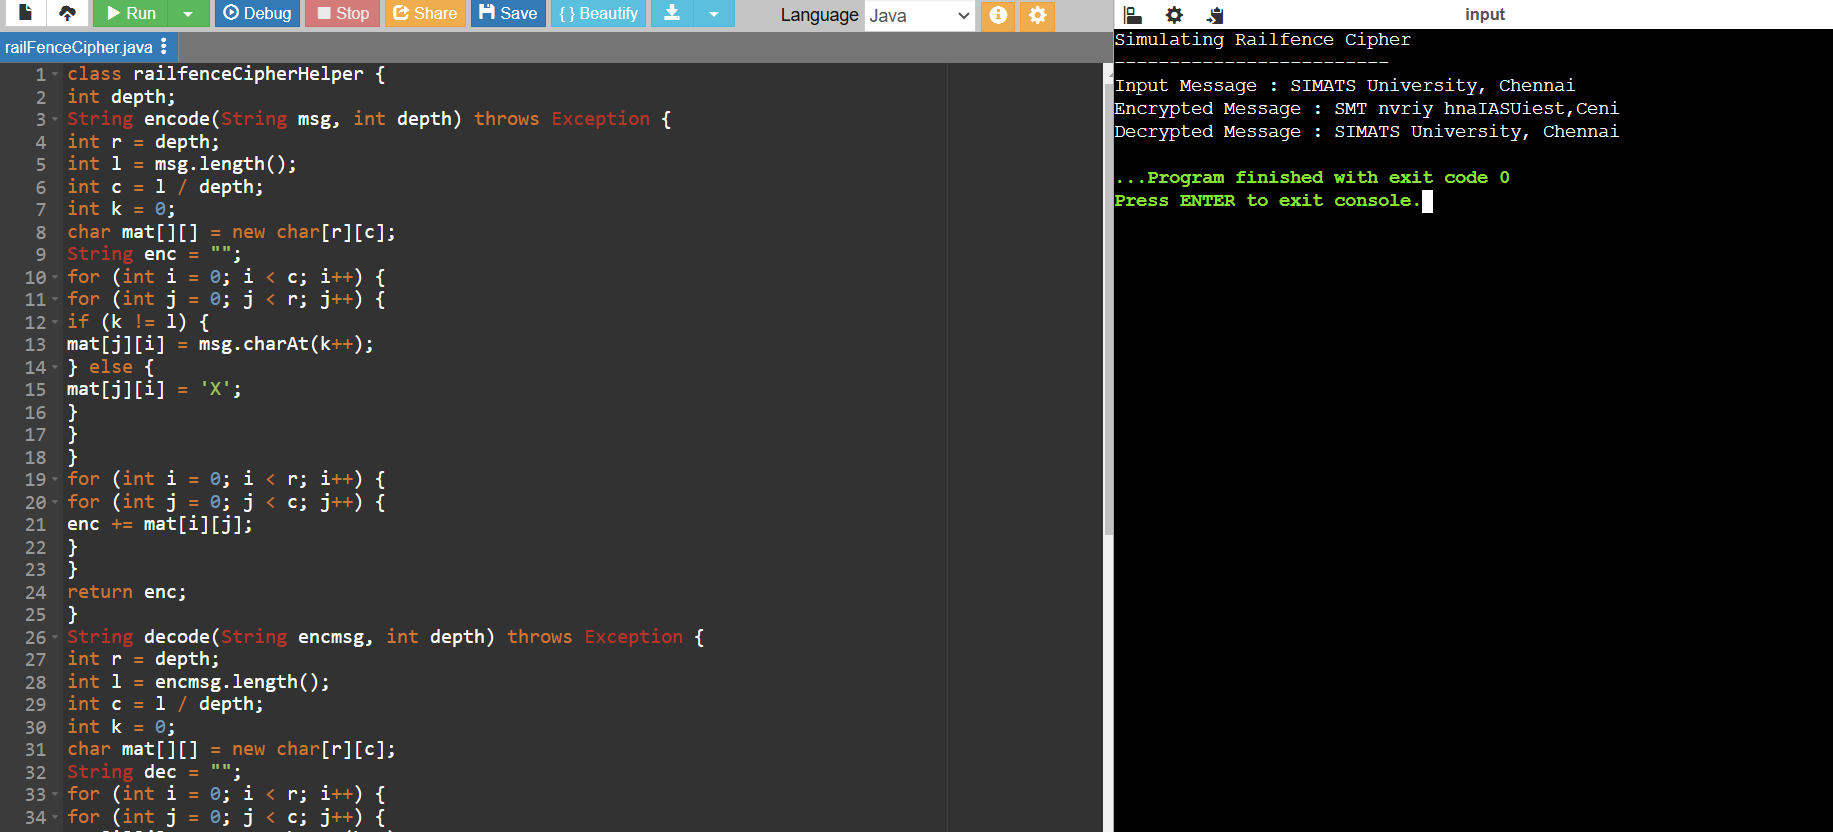 Run Debug Stop Share Save { } Beautify Language Java
railFenceCipher.java
1 class railfenceCipherHelper {
2 int depth;
3 String encode(String msg, int depth) throws Exception {
4 int r = depth;
5 int l = msg.length();
6 int c = l / depth;
7 int k = 0;
8 char mat[][] = new char[r][c];
9 String enc = "";
10 for (int i = 0; i < c; i++) {
11 for (int j = 0; j < r; j++) {
12 if (k != l) {
13 mat[j][i] = msg.charAt(k++);
14 } else {
15 mat[j][i] = 'X';
16 }
17 }
18 }
19 for (int i = 0; i < r; i++) {
20 for (int j = 0; j < c; j++) {
21 enc += mat[i][j];
22 }
23 }
24 return enc;
25 }
26 String decode(String encmsg, int depth) throws Exception {
27 int r = depth;
28 int l = encmsg.length();
29 int c = l / depth;
30 int k = 0;
31 char mat[][] = new char[r][c];
32 String dec = "";
33 for (int i = 0; i < r; i++) {
34 for (int j = 0; j < c; j++) {
input
Simulating Railfence Cipher
-------------------------
Input Message : SIMATS University, Chennai
Encrypted Message : SMT nvriy hnaIASUiest,Ceni
Decrypted Message : SIMATS University, Chennai
...Program finished with exit code 0
Press ENTER to exit console.